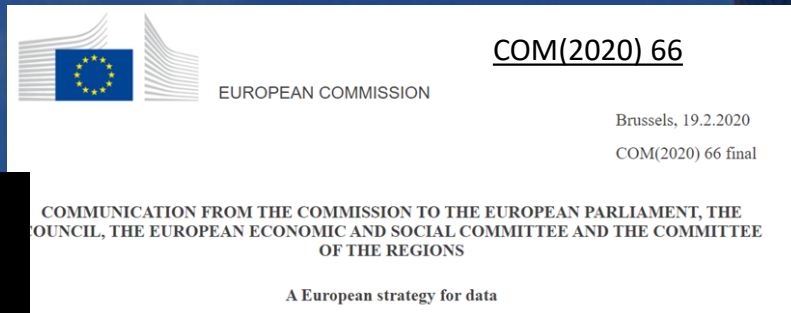 COM(2020) 66
EUROPEAN COMMISSION
Brussels, 19.2.2020
COM(2020) 66 final
COMMUNICATION FROM THE COMMISSION TO THE EUROPEAN PARLIAMENT, THE
COUNCIL, THE EUROPEAN ECONOMIC AND SOCIAL COMMITTEE AND THE COMMITTEE
OF THE REGIONS
A European strategy for data